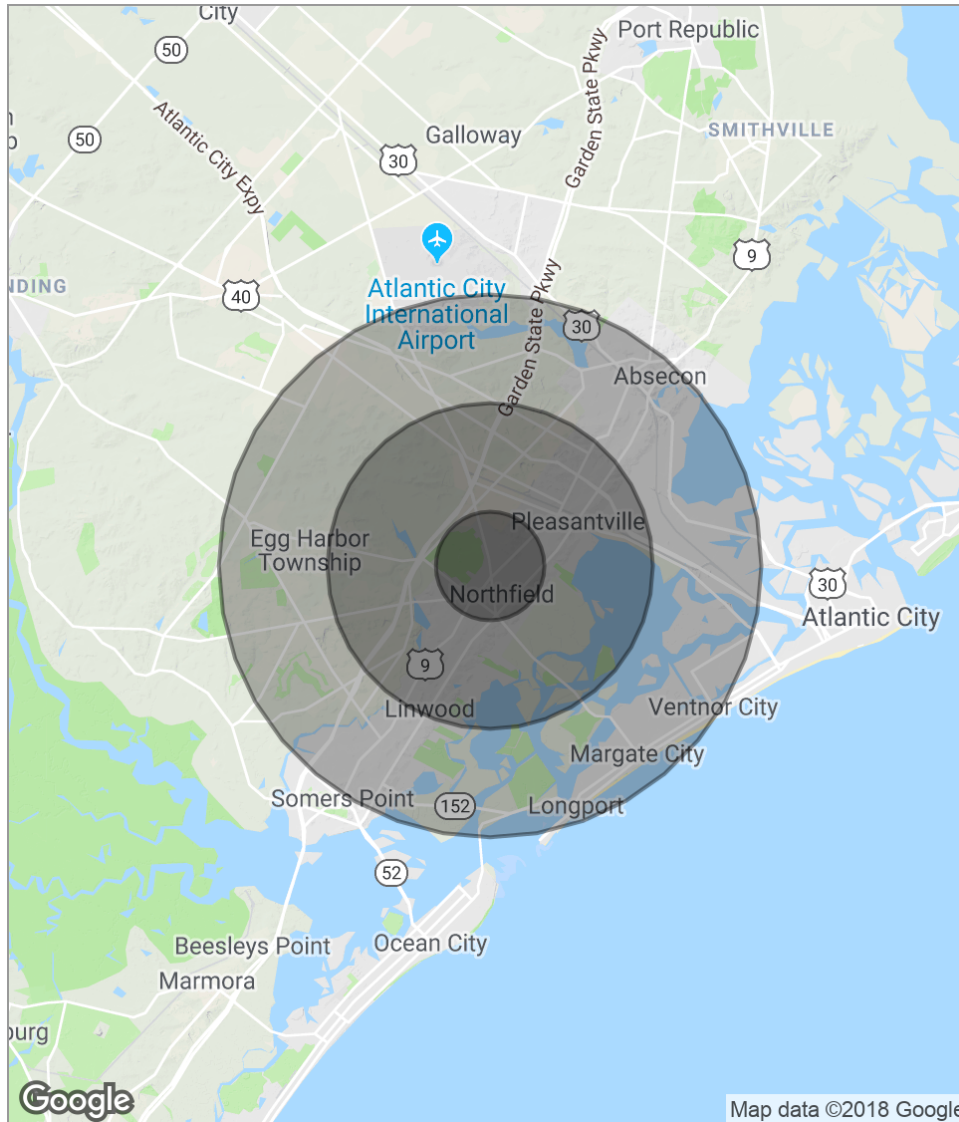 City
Port Republic
50
Garden State Pkwy
Atlantic City Expy
SMITHVILLE
Galloway
50
30
9
NDING
40
Atlantic City
International
Airport
Garden State Pkwy
30
Absecon
Pleasantville
Egg Harbor
Township
30
Northfield
Atlantic City
9
Linwood
Ventnor City
Margate City
Somers Point
152
Longport
52
Ocean City
Beesleys Point
Marmora
burg
Google
Map data ©2018 Google